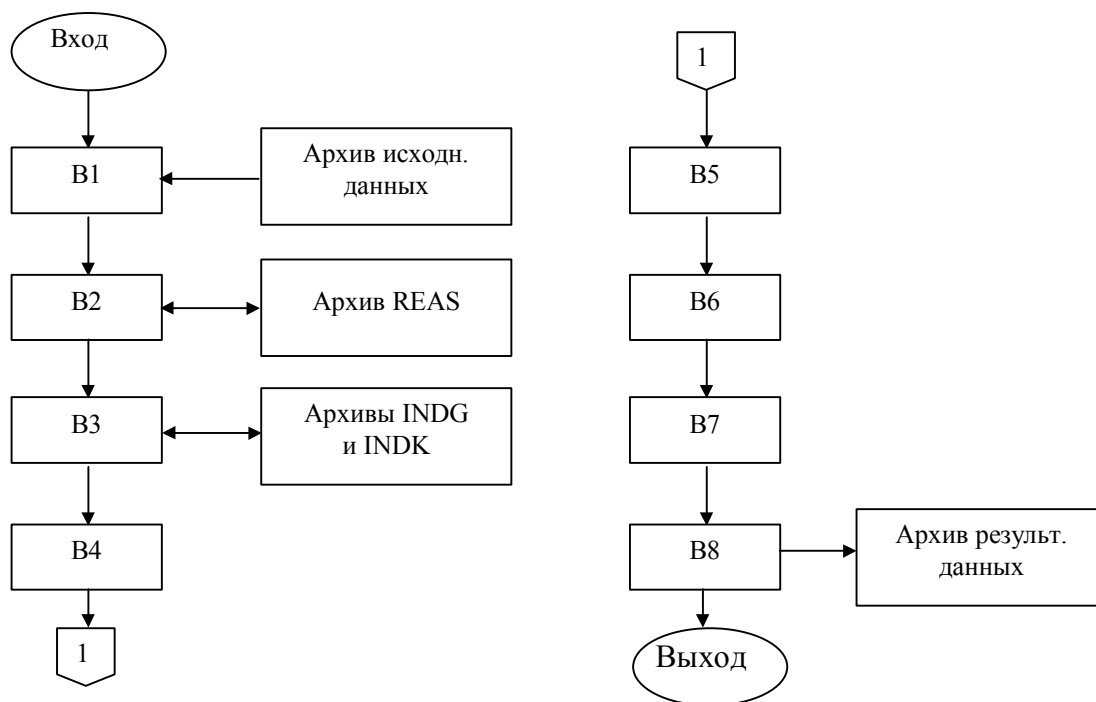 Вход
В1
Архив исходн.
данных
В2
Архив REAS
В3
Архивы INDG
и INDK
В4
1
1
В5
В6
В7
В8
Архив результ.
данных
Выход